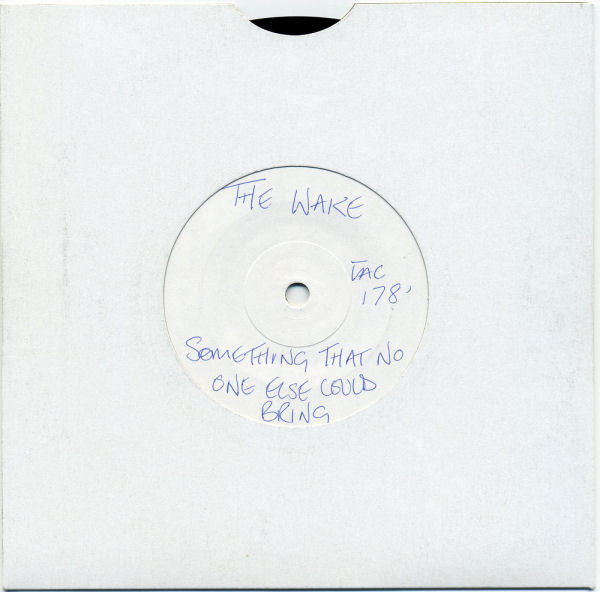 THE WAKE
FAC
178'
SOMETHING THAT NO
ONE ELSE COULD
BRING